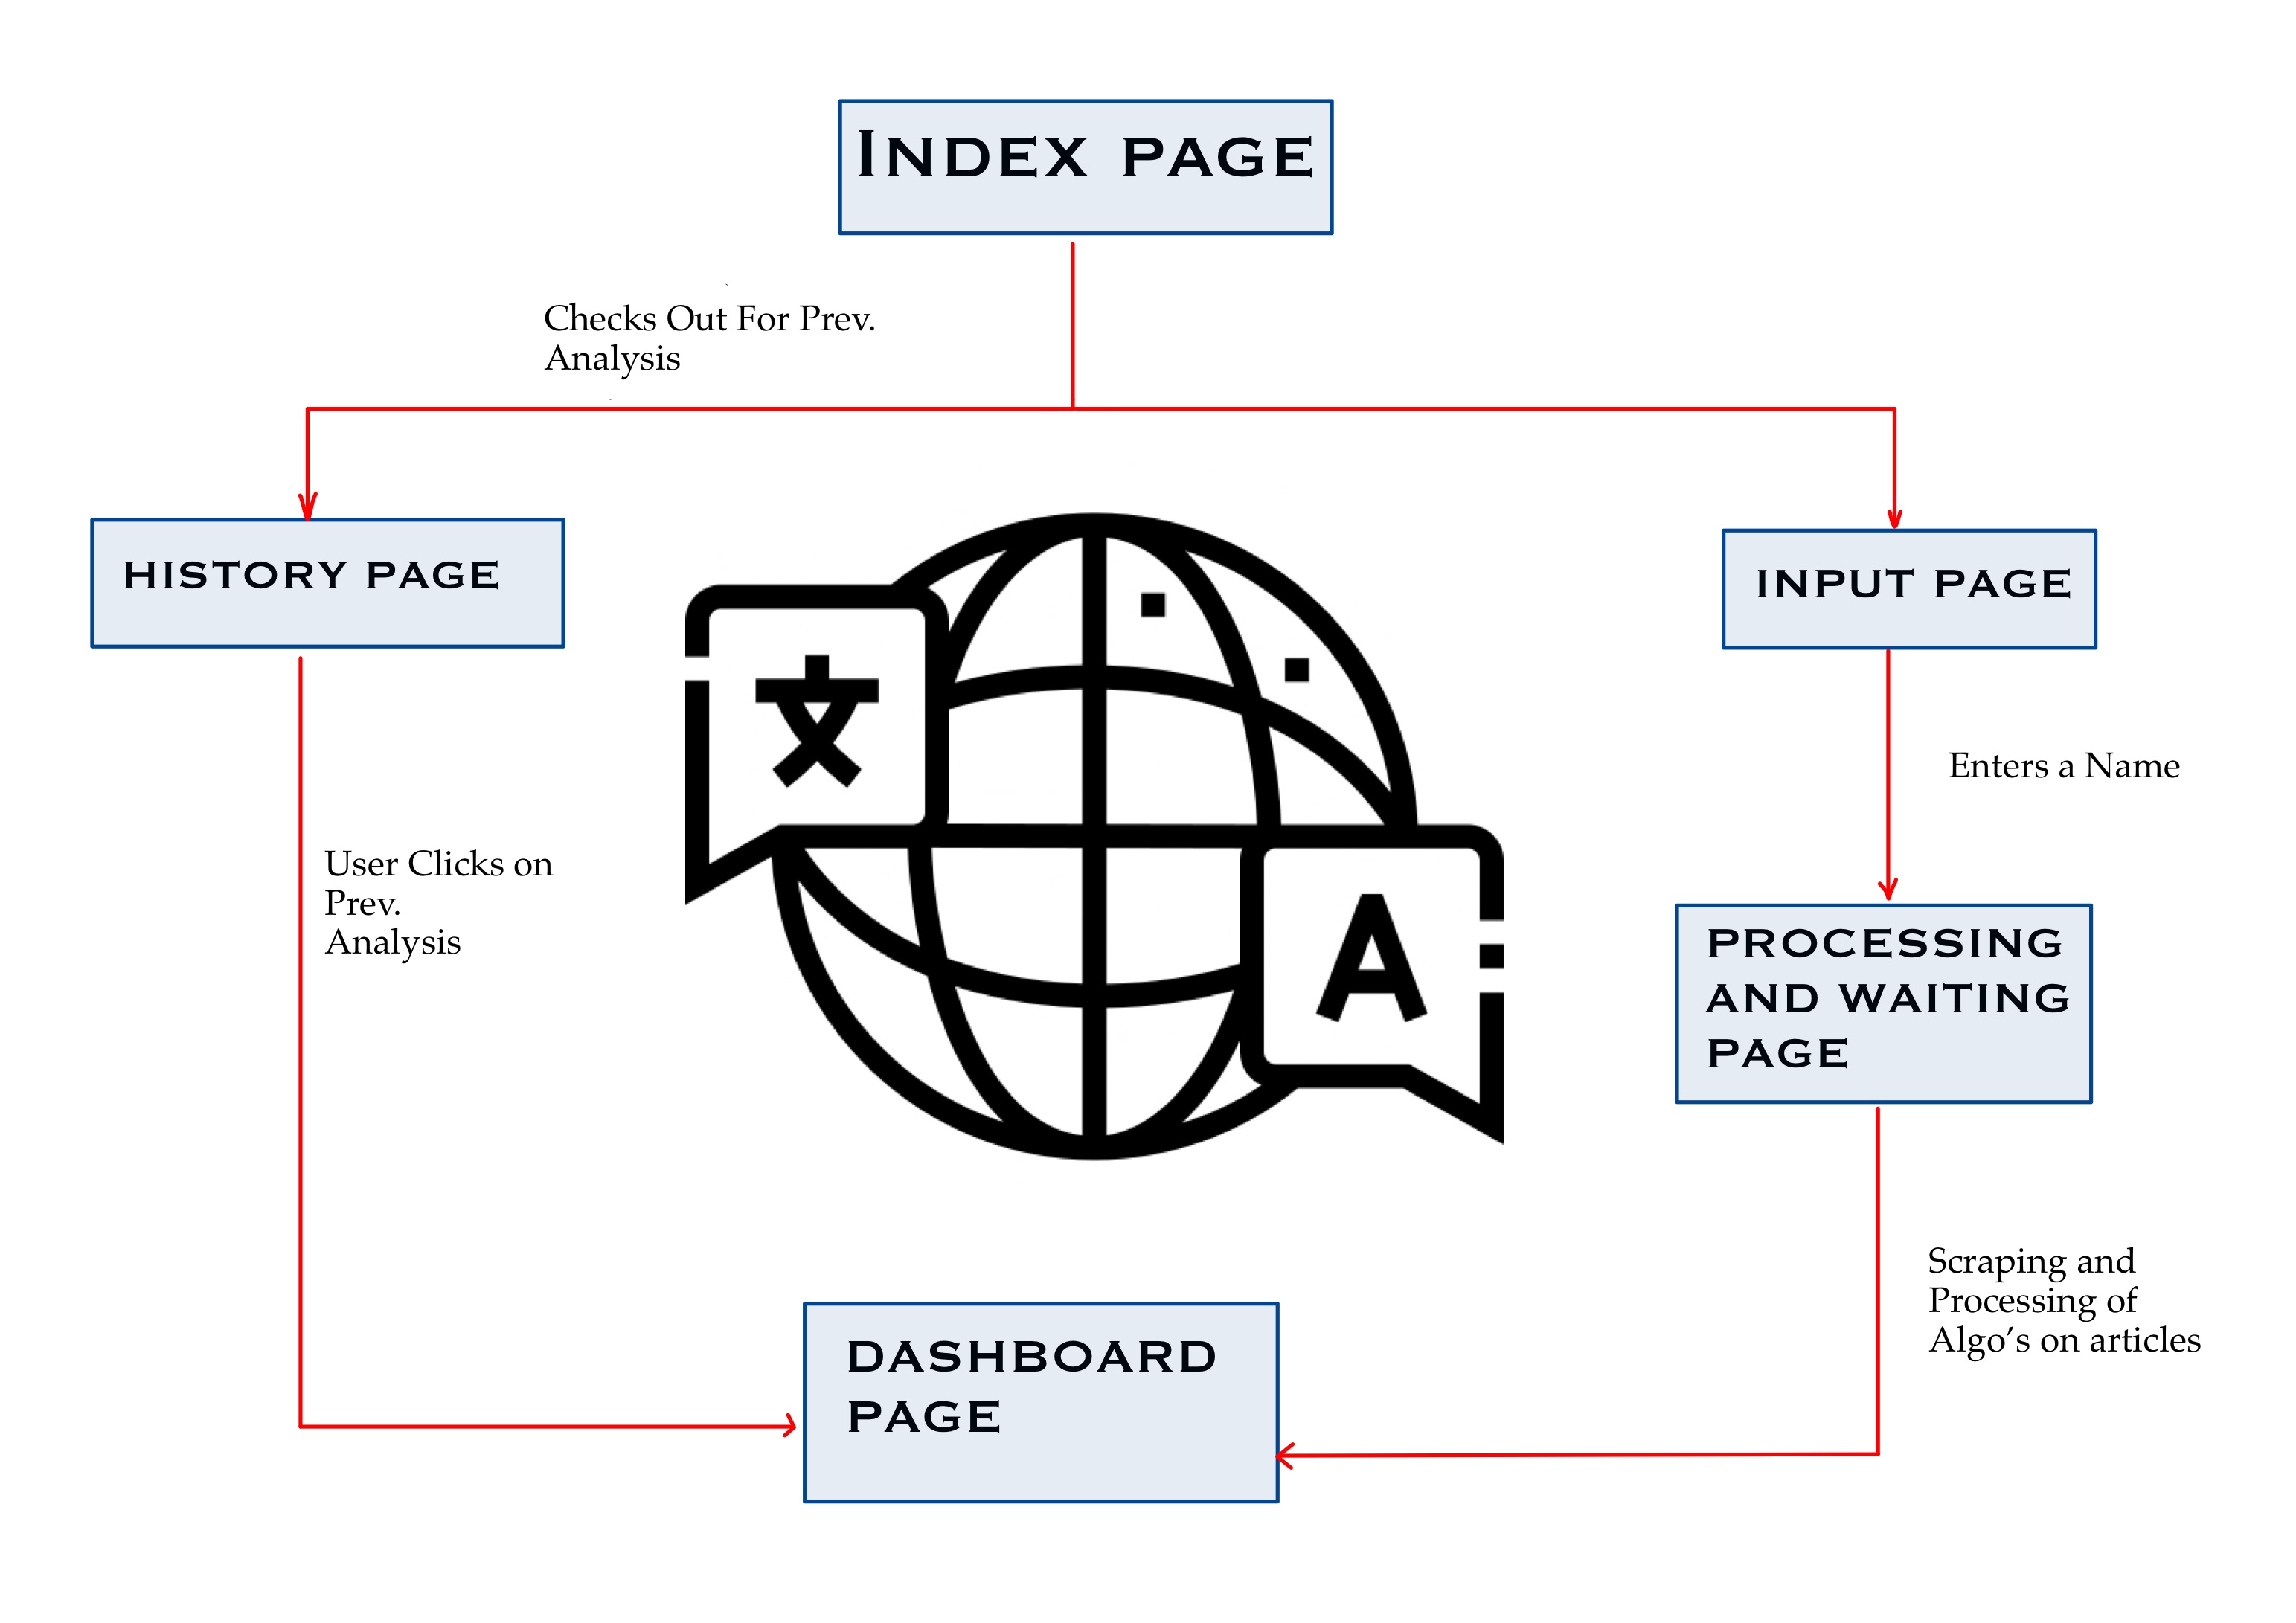 INDEX PAGE
Checks Out For Prev.
Analysis
HISTORY PAGE
INPUT PAGE
文
A
Enters a Name
User Clicks on
Prev.
Analysis
PROCESSING
AND WAITING
PAGE
Scraping and
Processing of
Algo's on articles
DASHBOARD
PAGE